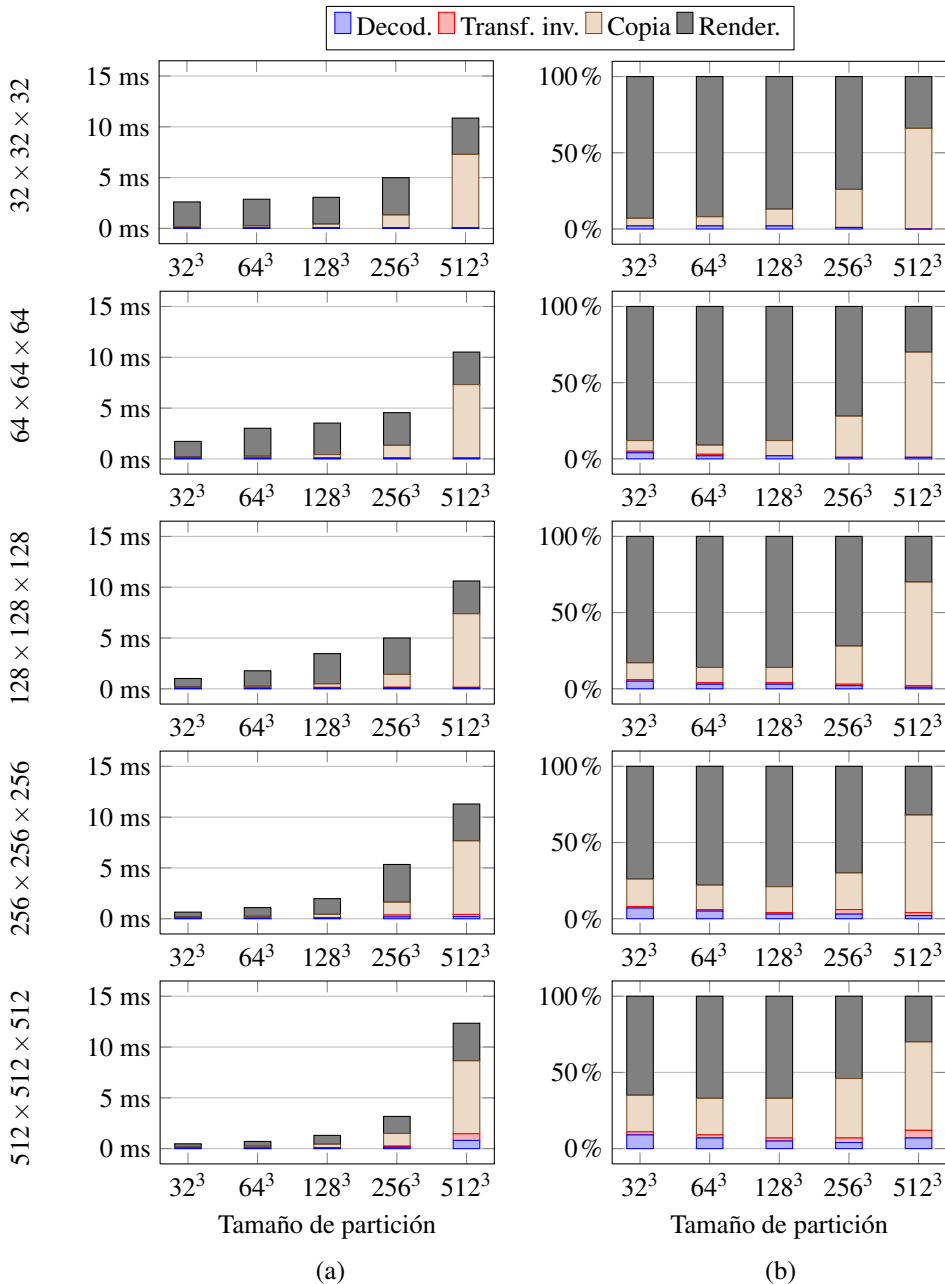 Decod. Transf. inv. Copia Render.
32 × 32 × 32
15 ms
10 ms
5 ms
0 ms
32³ 64³ 128³ 256³ 512³
100 %
50 %
0 %
32³ 64³ 128³ 256³ 512³
64 × 64 × 64
15 ms
10 ms
5 ms
0 ms
32³ 64³ 128³ 256³ 512³
100 %
50 %
0 %
32³ 64³ 128³ 256³ 512³
128 × 128 × 128
15 ms
10 ms
5 ms
0 ms
32³ 64³ 128³ 256³ 512³
100 %
50 %
0 %
32³ 64³ 128³ 256³ 512³
256 × 256 × 256
15 ms
10 ms
5 ms
0 ms
32³ 64³ 128³ 256³ 512³
100 %
50 %
0 %
32³ 64³ 128³ 256³ 512³
512 × 512 × 512
15 ms
10 ms
5 ms
0 ms
32³ 64³ 128³ 256³ 512³
Tamaño de partición
(a)
100 %
50 %
0 %
32³ 64³ 128³ 256³ 512³
Tamaño de partición
(b)